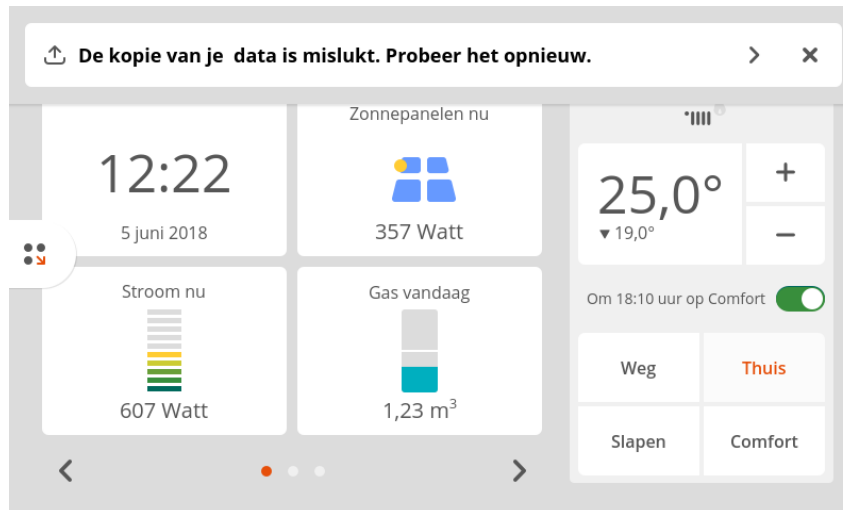 De kopie van je data is mislukt. Probeer het opnieuw.
12:22
5 juni 2018
Zonnepanelen nu
357 Watt
Stroom nu
607 Watt
Gas vandaag
1,23 m³
25,0°
▼ 19,0°
+
−
Om 18:10 uur op Comfort
Weg
Thuis
Slapen
Comfort